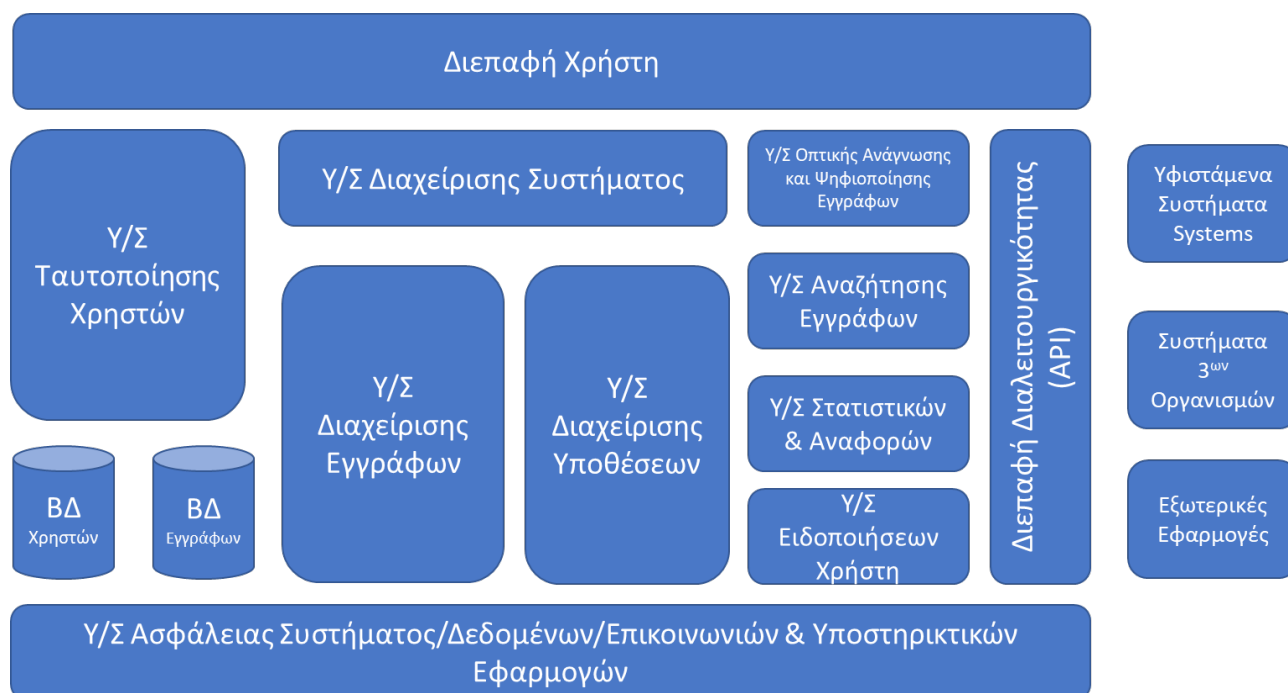 Διεπαφή Χρήστη
Υ/Σ
Ταυτοποίησης
Χρηστών
Υ/Σ Διαχείρισης Συστήματος
Υ/Σ Οπτικής Ανάγνωσης
και Ψηφιοποίησης
Εγγράφων
Υ/Σ
Διαχείρισης
Εγγράφων
Υ/Σ
Διαχείρισης
Υποθέσεων
Υ/Σ Αναζήτησης
Εγγράφων
Υ/Σ Στατιστικών
& Αναφορών
Υ/Σ
Ειδοποιήσεων
Χρήστη
Διεπαφή Διαλειτουργικότητας
(API)
Υφιστάμενα
Συστήματα
Systems
Συστήματα
3ων
Οργανισμών
Εξωτερικές
Εφαρμογές
ΒΔ
Χρηστών
ΒΔ
Εγγράφων
Υ/Σ Ασφάλειας Συστήματος/Δεδομένων/Επικοινωνιών & Υποστηρικτικών
Εφαρμογών